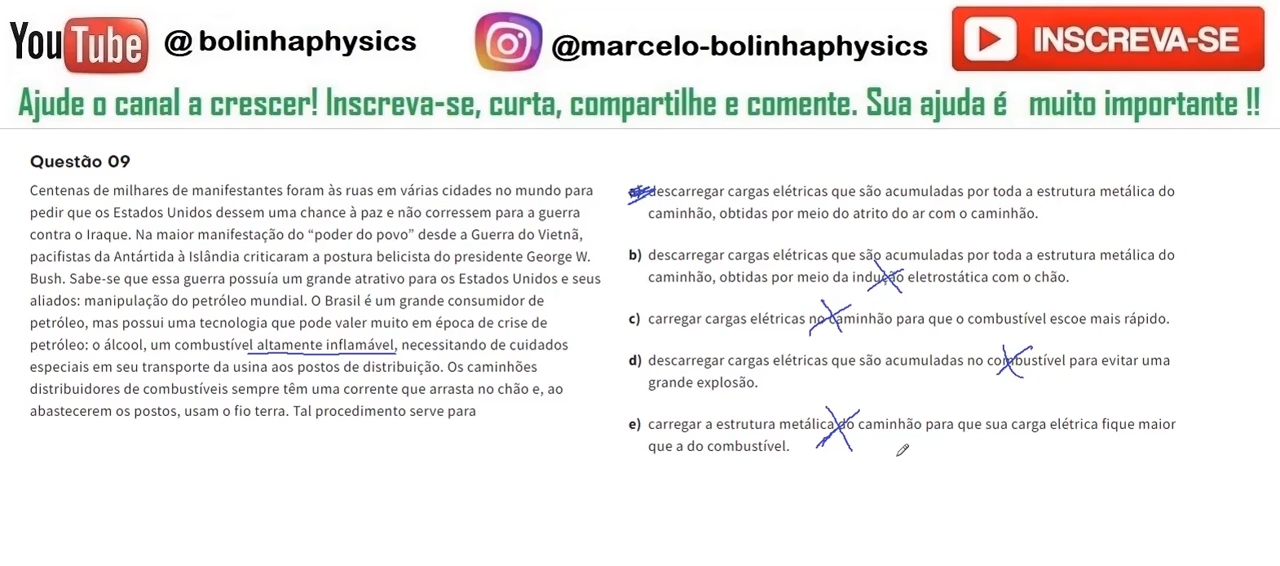 YouTube @bolinhaphysics @marcelo-bolinhaphysics INSCREVA-SE
Ajude o canal a crescer! Inscreva-se, curta, compartilhe e comente. Sua ajuda é muito importante !!
Questão 09
Centenas de milhares de manifestantes foram às ruas em várias cidades no mundo para
pedir que os Estados Unidos dessem uma chance à paz e não corressem para a guerra
contra o Iraque. Na maior manifestação do “poder do povo” desde a Guerra do Vietnã,
pacifistas da Antártida à Islândia criticaram a postura belicista do presidente George W.
Bush. Sabe-se que essa guerra possuía um grande atrativo para os Estados Unidos e seus
aliados: manipulação do petróleo mundial. O Brasil é um grande consumidor de
petróleo, mas possui uma tecnologia que pode valer muito em época de crise de
petróleo: o álcool, um combustível altamente inflamável, necessitando de cuidados
especiais em seu transporte da usina aos postos de distribuição. Os caminhões
distribuidores de combustíveis sempre têm uma corrente que arrasta no chão e, ao
abastecerem os postos, usam o fio terra. Tal procedimento serve para
a) descarregar cargas elétricas que são acumuladas por toda a estrutura metálica do
caminhão, obtidas por meio do atrito do ar com o caminhão.
b) descarregar cargas elétricas que são acumuladas por toda a estrutura metálica do
caminhão, obtidas por meio da indução eletrostática com o chão.
c) carregar cargas elétricas no caminhão para que o combustível escoe mais rápido.
d) descarregar cargas elétricas que são acumuladas no combustível para evitar uma
grande explosão.
e) carregar a estrutura metálica do caminhão para que sua carga elétrica fique maior
que a do combustível.